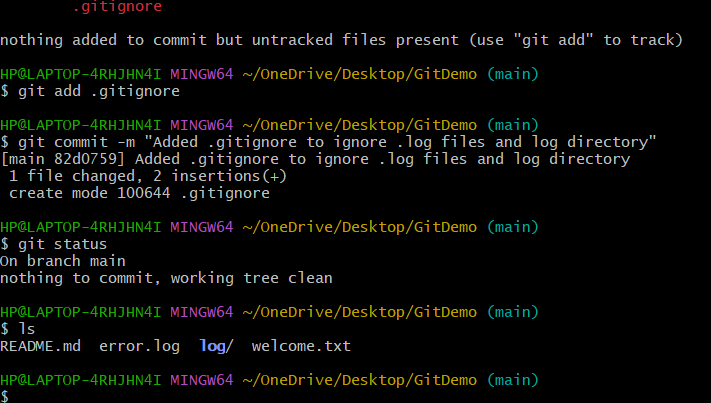 .gitignore
nothing added to commit but untracked files present (use "git add" to track)
HP@LAPTOP-4RHJHN4I MINGW64 ~/OneDrive/Desktop/GitDemo (main)
$ git add .gitignore
HP@LAPTOP-4RHJHN4I MINGW64 ~/OneDrive/Desktop/GitDemo (main)
$ git commit -m "Added .gitignore to ignore .log files and log directory"
[main 82d0759] Added .gitignore to ignore .log files and log directory
 1 file changed, 2 insertions(+)
 create mode 100644 .gitignore
HP@LAPTOP-4RHJHN4I MINGW64 ~/OneDrive/Desktop/GitDemo (main)
$ git status
On branch main
nothing to commit, working tree clean
HP@LAPTOP-4RHJHN4I MINGW64 ~/OneDrive/Desktop/GitDemo (main)
$ ls
README.md  error.log  log/  welcome.txt
HP@LAPTOP-4RHJHN4I MINGW64 ~/OneDrive/Desktop/GitDemo (main)
$